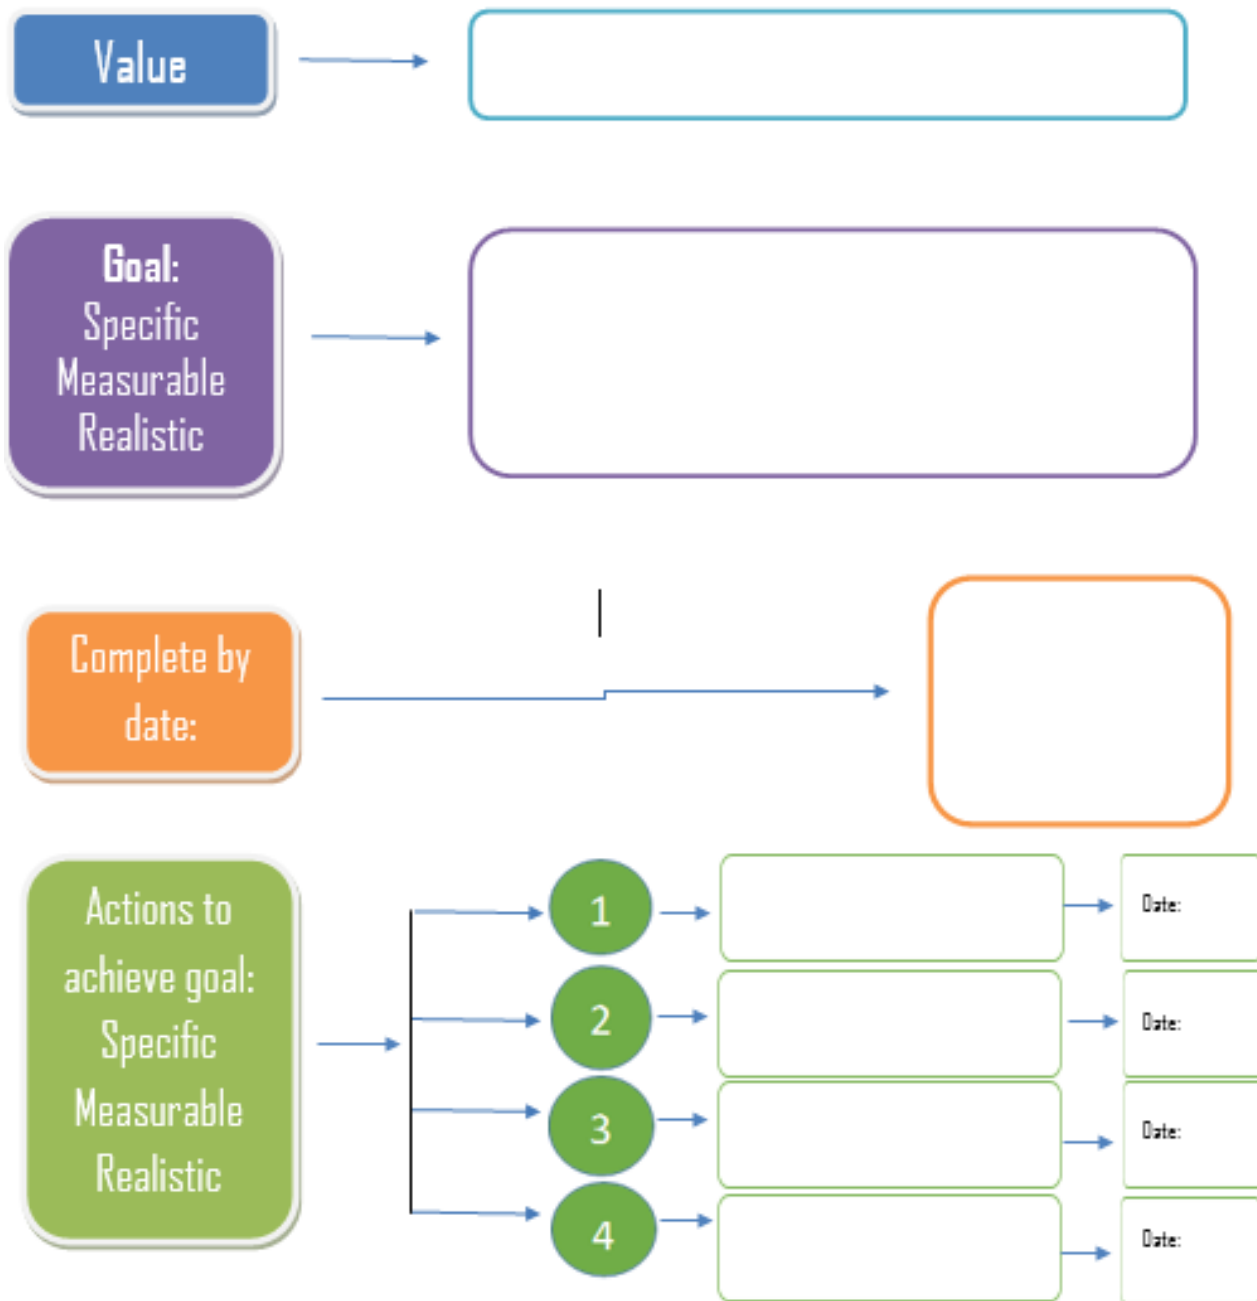 Value
Goal:
Specific
Measurable
Realistic
Complete by
date:
Actions to
achieve goal:
Specific
Measurable
Realistic
1
Date:
2
Date:
3
Date:
4
Date: